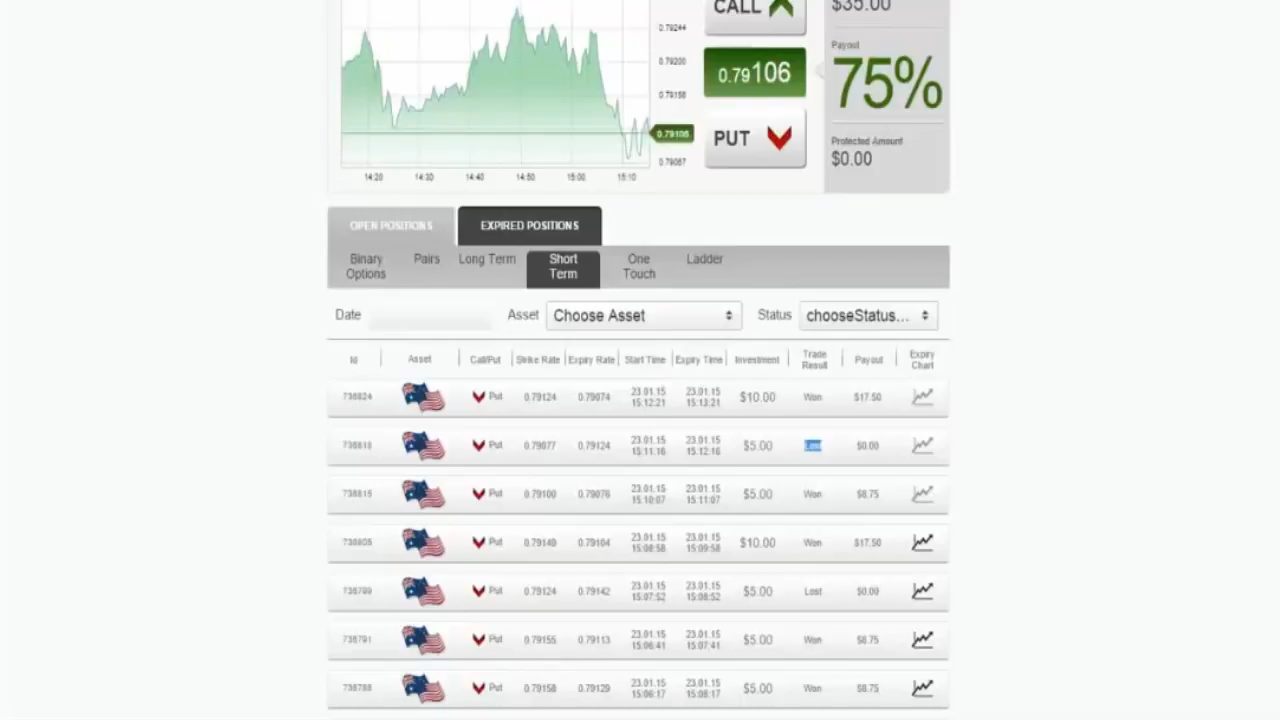 CALL
$35.00
0.79244
Payout
0.79200
0.79106
75%
0.79158
0.79106
PUT
Protected Amount
0.79067
$0.00
14:20 14:30 14:40 14:50 15:00 15:10
OPEN POSITIONS EXPIRED POSITIONS
Binary Options Pairs Long Term Short Term One Touch Ladder
Date Asset Choose Asset Status chooseStatus...
Id Asset Call/Put Strike Rate Expiry Rate Start Time Expiry Time Investment Trade Result Payout Expiry Chart
736824 Put 0.79124 0.79074 23.01.15 15:12:21 23.01.15 15:13:21 $10.00 Won $17.50
736818 Put 0.79077 0.79124 23.01.15 15:11:16 23.01.15 15:12:16 $5.00 Lost $0.00
736815 Put 0.79100 0.79076 23.01.15 15:10:07 23.01.15 15:11:07 $5.00 Won $8.75
736805 Put 0.79149 0.79104 23.01.15 15:08:58 23.01.15 15:09:58 $10.00 Won $17.50
736799 Put 0.79124 0.79142 23.01.15 15:07:52 23.01.15 15:08:52 $5.00 Lost $0.00
736791 Put 0.79155 0.79113 23.01.15 15:06:41 23.01.15 15:07:41 $5.00 Won $8.75
736788 Put 0.79158 0.79129 23.01.15 15:06:17 23.01.15 15:08:17 $5.00 Won $8.75